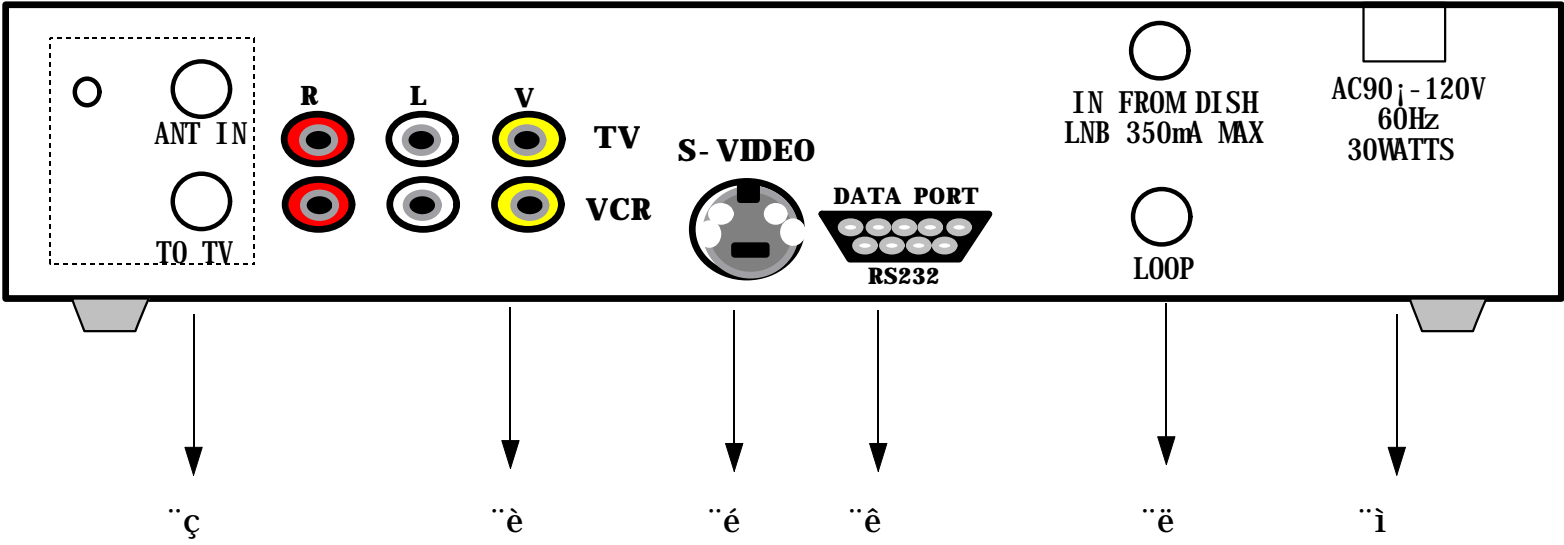 R L V
ANT IN
TV
VCR
TO TV
S-VIDEO
DATA PORT
RS232
IN FROM DISH
LNB 350mA MAX
LOOP
AC90¡-120V
60Hz
30WATTS
¨ç ¨è ¨é ¨ê ¨ë ¨ì